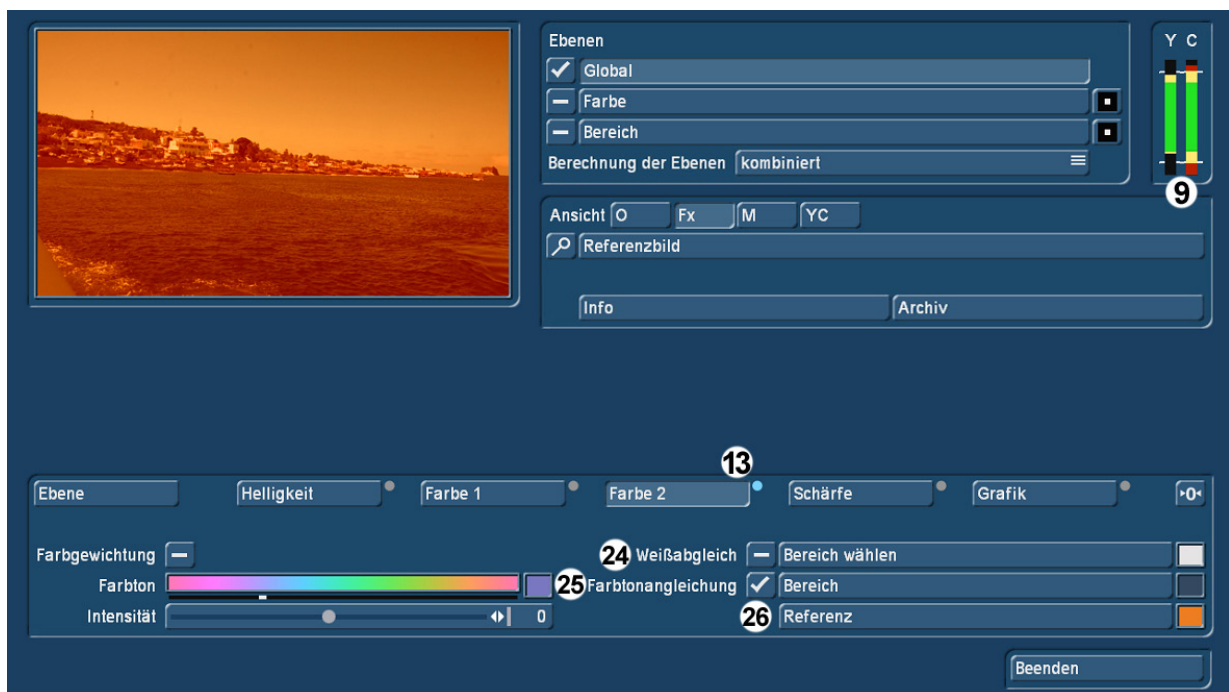 Ebenen
Y C
Global
Farbe
Bereich
Berechnung der Ebenen kombiniert
9
Ansicht O Fx M YC
Referenzbild
Info Archiv
13
Ebene Helligkeit Farbe 1 Farbe 2 Schärfe Grafik 0
Farbgewichtung 24 Weißabgleich Bereich wählen
Farbton 25 Farbtonangleichung Bereich
Intensität 0 26 Referenz
Beenden